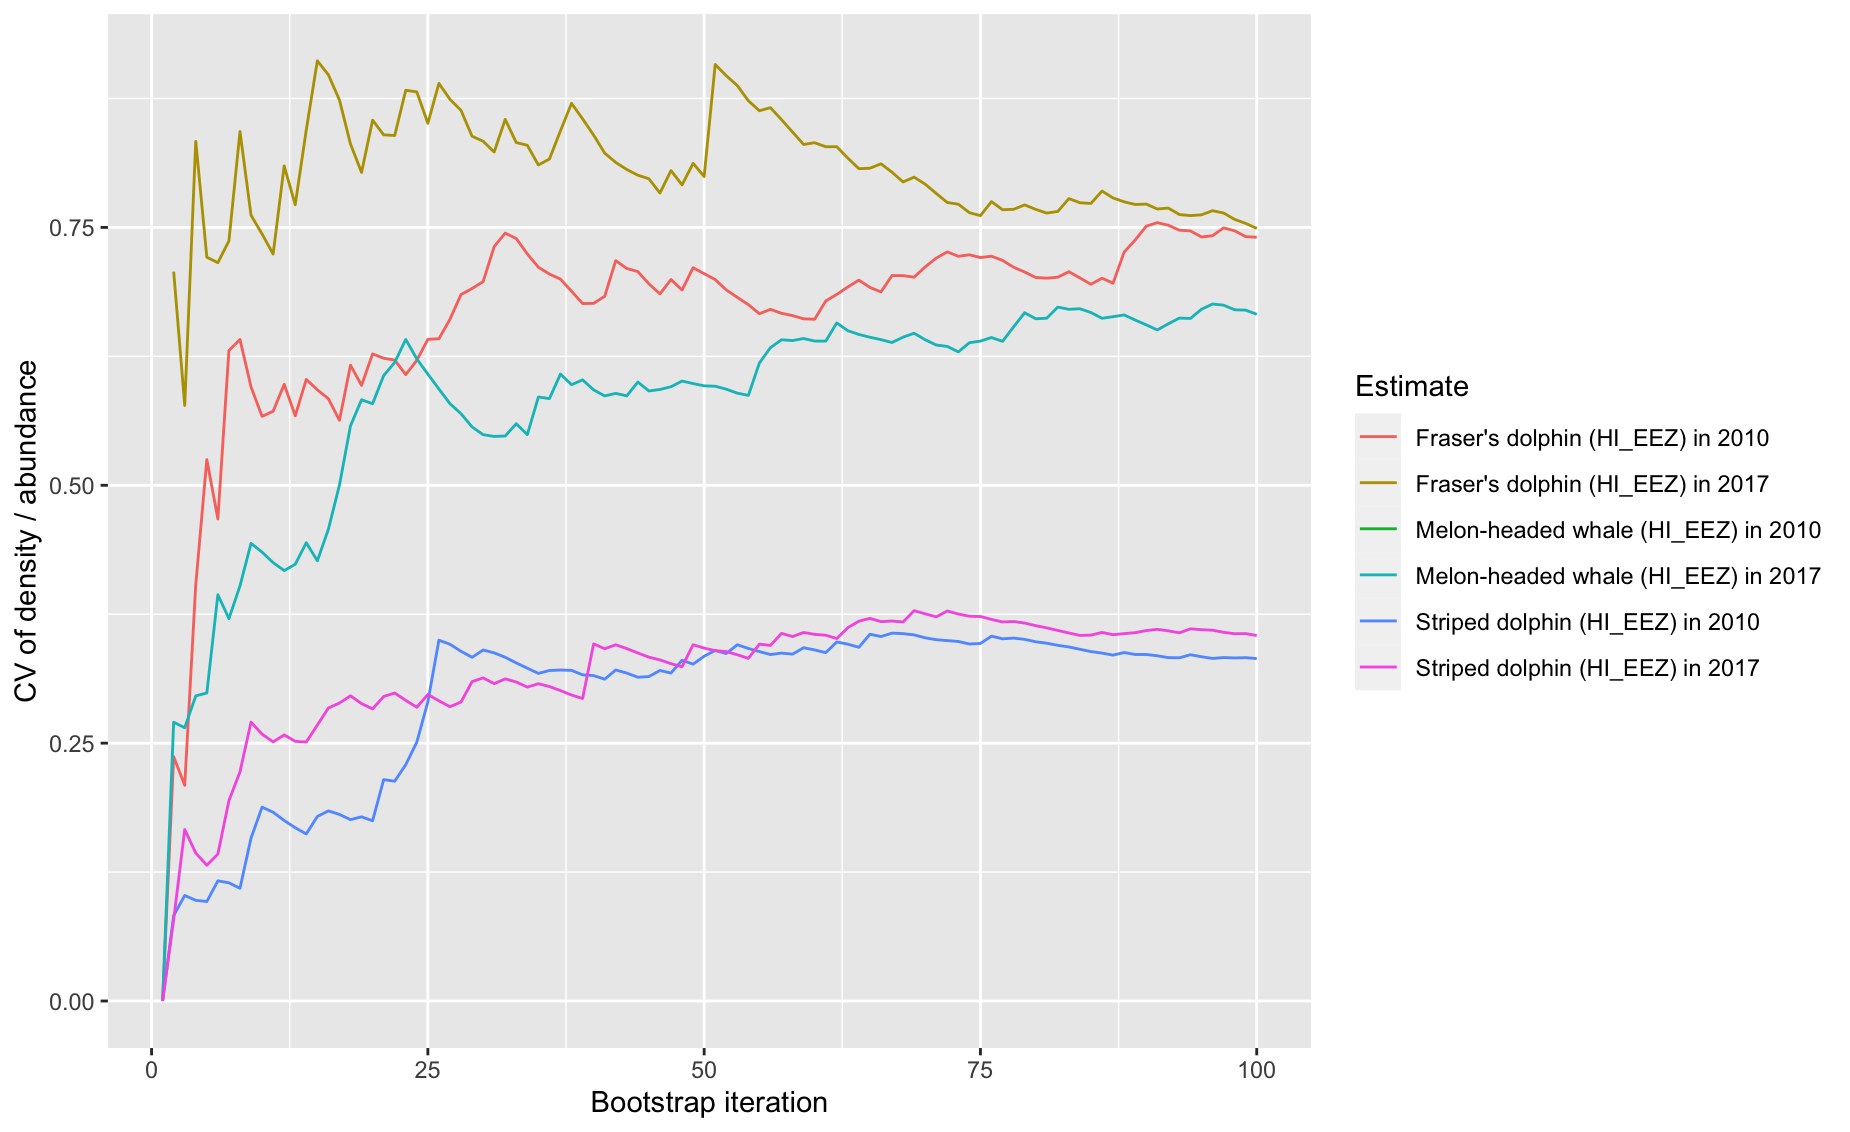 CV of density / abundance
0.75
0.50
0.25
0.00
0
25
50
75
100
Bootstrap iteration
Estimate
Fraser's dolphin (HI_EEZ) in 2010
Fraser's dolphin (HI_EEZ) in 2017
Melon-headed whale (HI_EEZ) in 2010
Melon-headed whale (HI_EEZ) in 2017
Striped dolphin (HI_EEZ) in 2010
Striped dolphin (HI_EEZ) in 2017